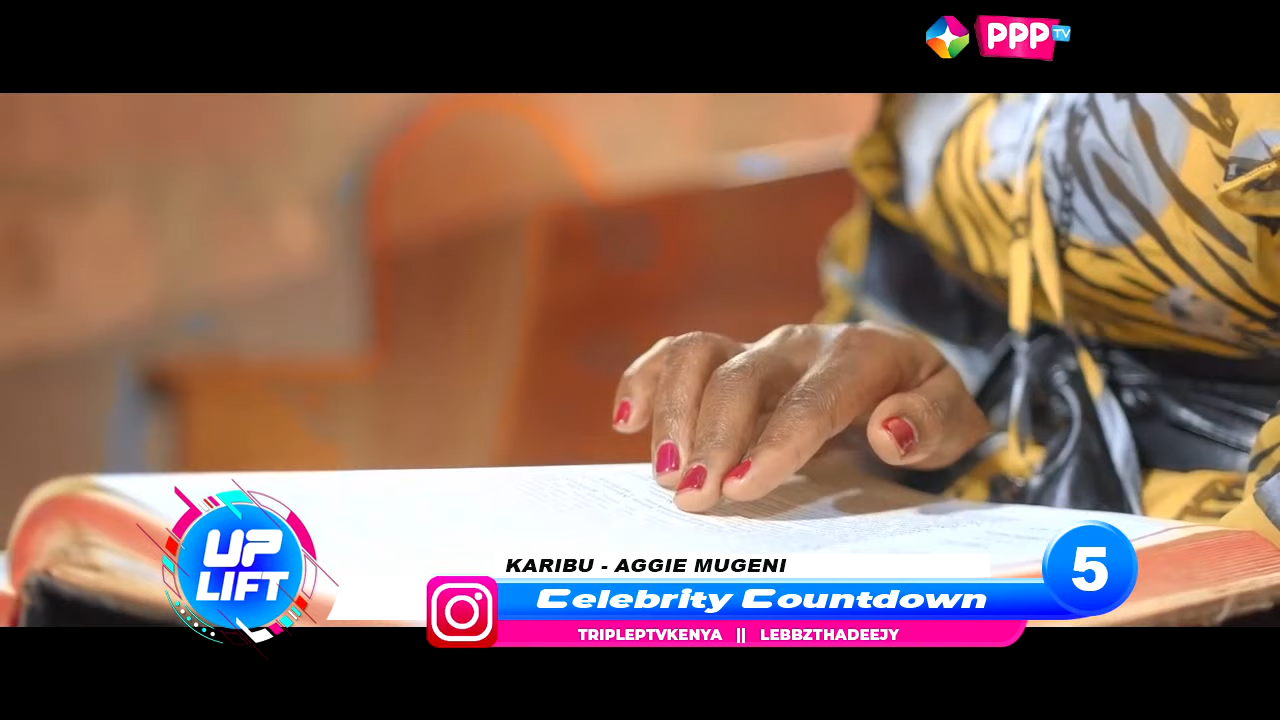 PPP TV
UP
LIFT
KARIBU - AGGIE MUGENI
Celebrity Countdown
5
TRIPLEPTVKENYA || LEBBZTHADEEJY